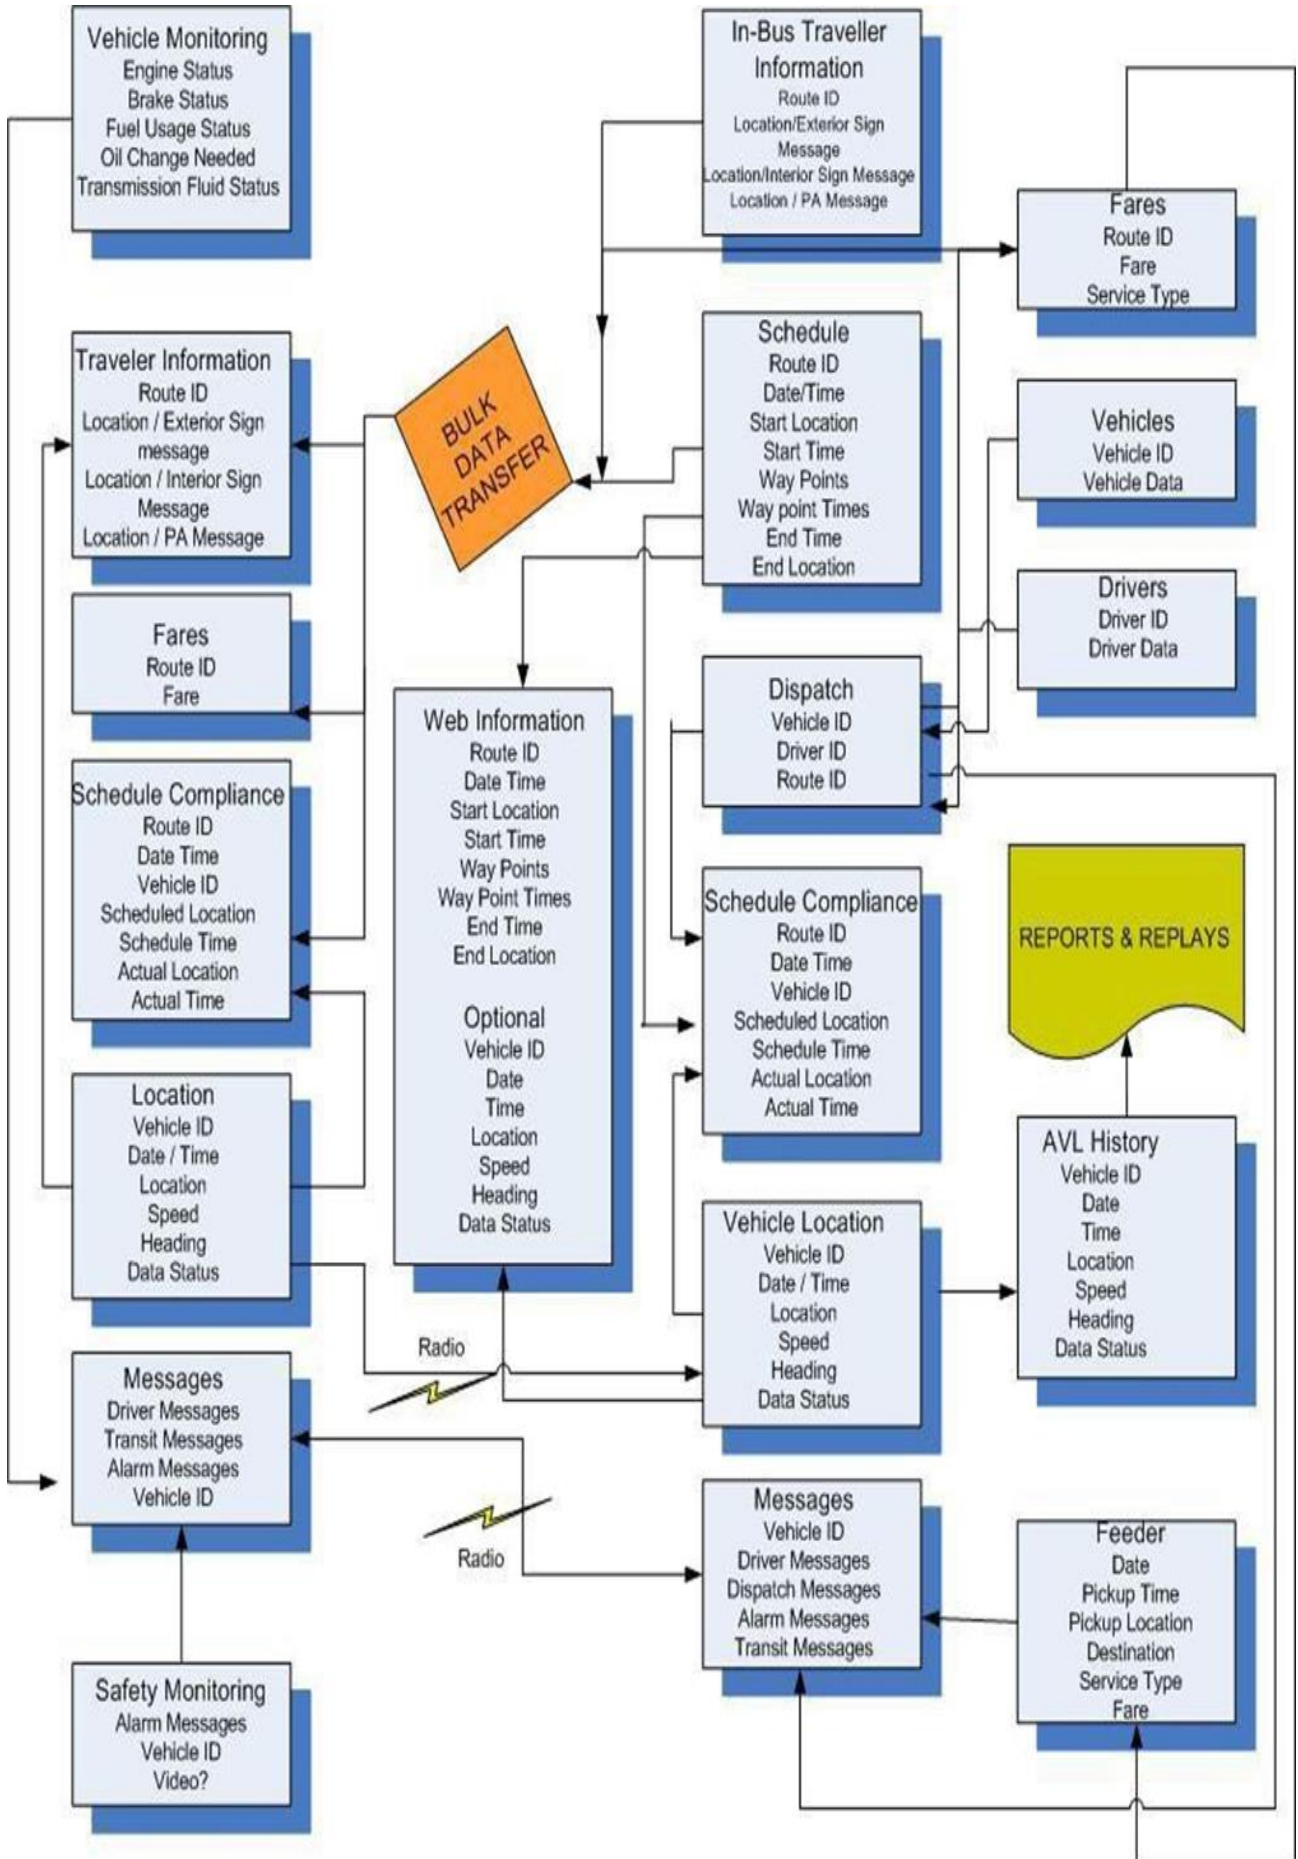 Vehicle Monitoring
Engine Status
Brake Status
Fuel Usage Status
Oil Change Needed
Transmission Fluid Status
In-Bus Traveller
Information
Route ID
Location/Exterior Sign
Message
Location/Interior Sign Message
Location / PA Message
Fares
Route ID
Fare
Service Type
Traveler Information
Route ID
Location / Exterior Sign
message
Location / Interior Sign
Message
Location / PA Message
BULK
DATA
TRANSFER
Schedule
Route ID
Date/Time
Start Location
Start Time
Way Points
Way point Times
End Time
End Location
Vehicles
Vehicle ID
Vehicle Data
Drivers
Driver ID
Driver Data
Fares
Route ID
Fare
Web Information
Route ID
Date Time
Start Location
Start Time
Way Points
Way Point Times
End Time
End Location
Optional
Vehicle ID
Date
Time
Location
Speed
Heading
Data Status
Dispatch
Vehicle ID
Driver ID
Route ID
Schedule Compliance
Route ID
Date Time
Vehicle ID
Scheduled Location
Schedule Time
Actual Location
Actual Time
Schedule Compliance
Route ID
Date Time
Vehicle ID
Scheduled Location
Schedule Time
Actual Location
Actual Time
REPORTS & REPLAYS
Location
Vehicle ID
Date / Time
Location
Speed
Heading
Data Status
Vehicle Location
Vehicle ID
Date / Time
Location
Speed
Heading
Data Status
AVL History
Vehicle ID
Date
Time
Location
Speed
Heading
Data Status
Radio
Messages
Driver Messages
Transit Messages
Alarm Messages
Vehicle ID
Radio
Messages
Vehicle ID
Driver Messages
Dispatch Messages
Alarm Messages
Transit Messages
Feeder
Date
Pickup Time
Pickup Location
Destination
Service Type
Fare
Safety Monitoring
Alarm Messages
Vehicle ID
Video?